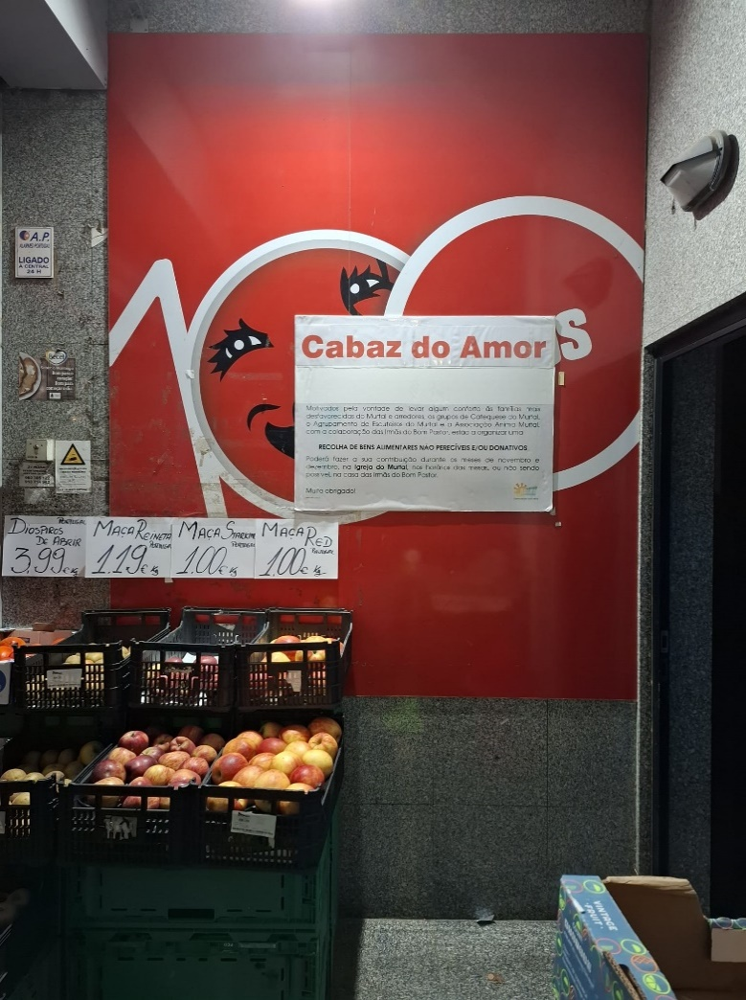 A.P.
ALARMES PORTUGAL
LIGADO
À CENTRAL
24 H
100
S
Cabaz do Amor
Motivados pela vontade de levar algum conforto às famílias mais
desfavorecidas do Murtal e arredores, os grupos de Catequese do Murtal,
o Agrupamento de Escuteiros do Murtal e a Associação Anima Murtal,
com a colaboração das Irmãs do Bom Pastor, estão a organizar uma
RECOLHA DE BENS ALIMENTARES NÃO PERECÍVEIS E/OU DONATIVOS
Poderá fazer a sua contribuição durante os meses de novembro e
dezembro, na Igreja do Murtal, nos horários das missas, ou não sendo
possível, na casa das Irmãs do Bom Pastor.
Muito obrigado!
DIOSPIROS PORTUGAL
DE ABRIR
3,99€ Kg
MAÇA REINETA
PORTUGAL
1.19€ Kg
MAÇA STARKIM
PORTUGAL
1.00€ Kg
MAÇA RED
PORTUGAL
1,00€ Kg
VINTAGE
FRUIT